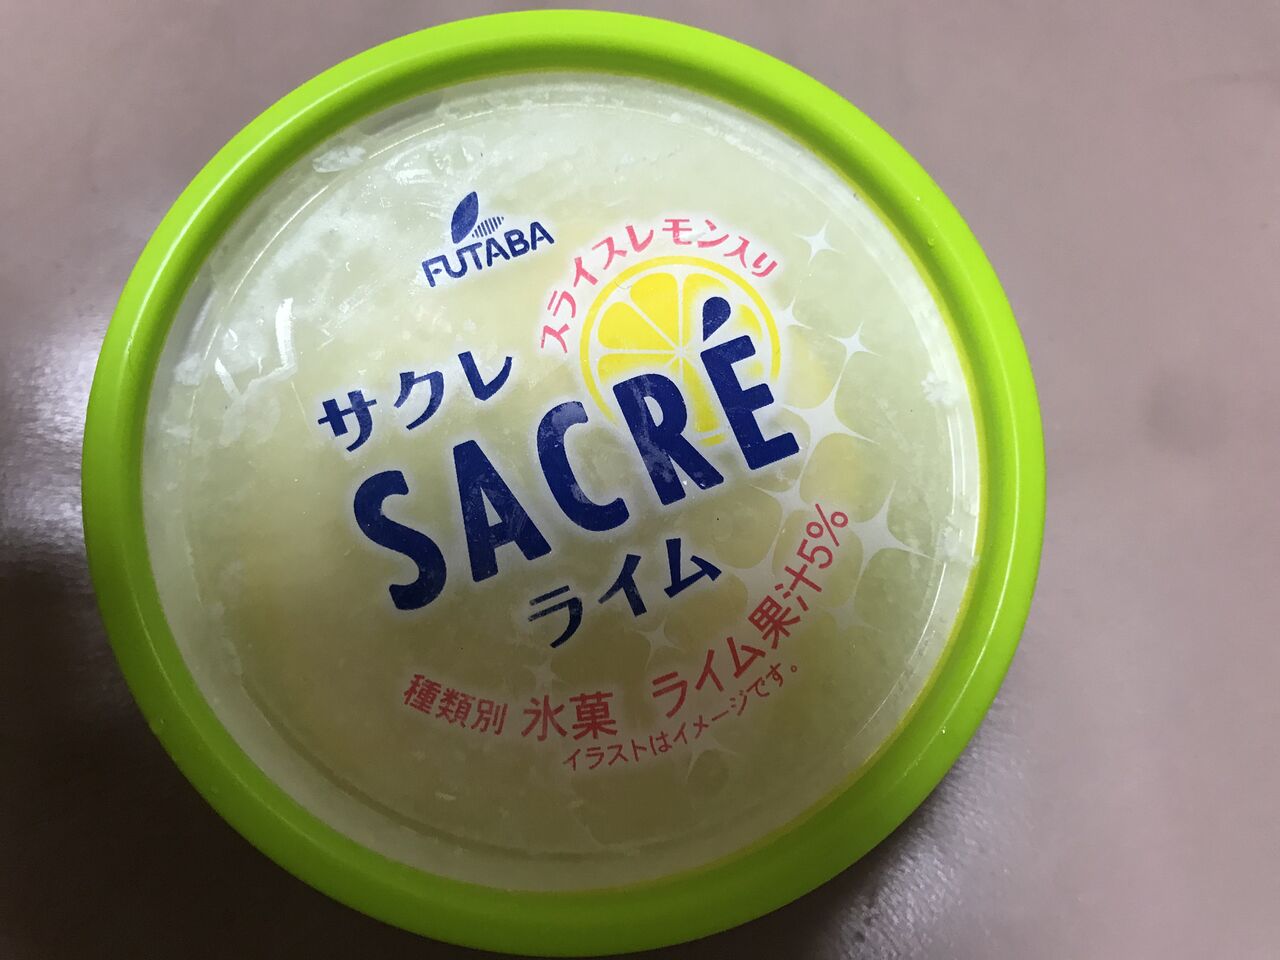 FUTABA
スライスレモン入り
サクレ
SACRÉ
ライム
種類別 氷菓 ライム果汁5%
イラストはイメージです。